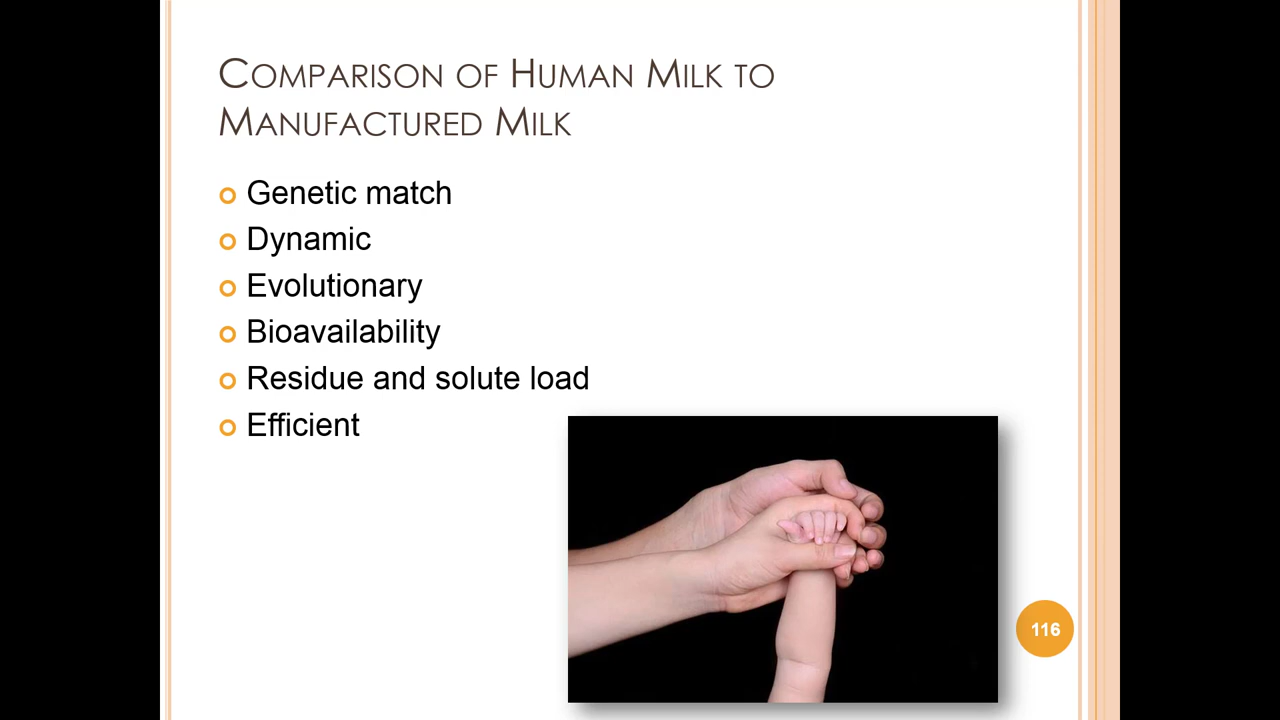 Comparison of Human Milk to
Manufactured Milk
Genetic match
Dynamic
Evolutionary
Bioavailability
Residue and solute load
Efficient
116